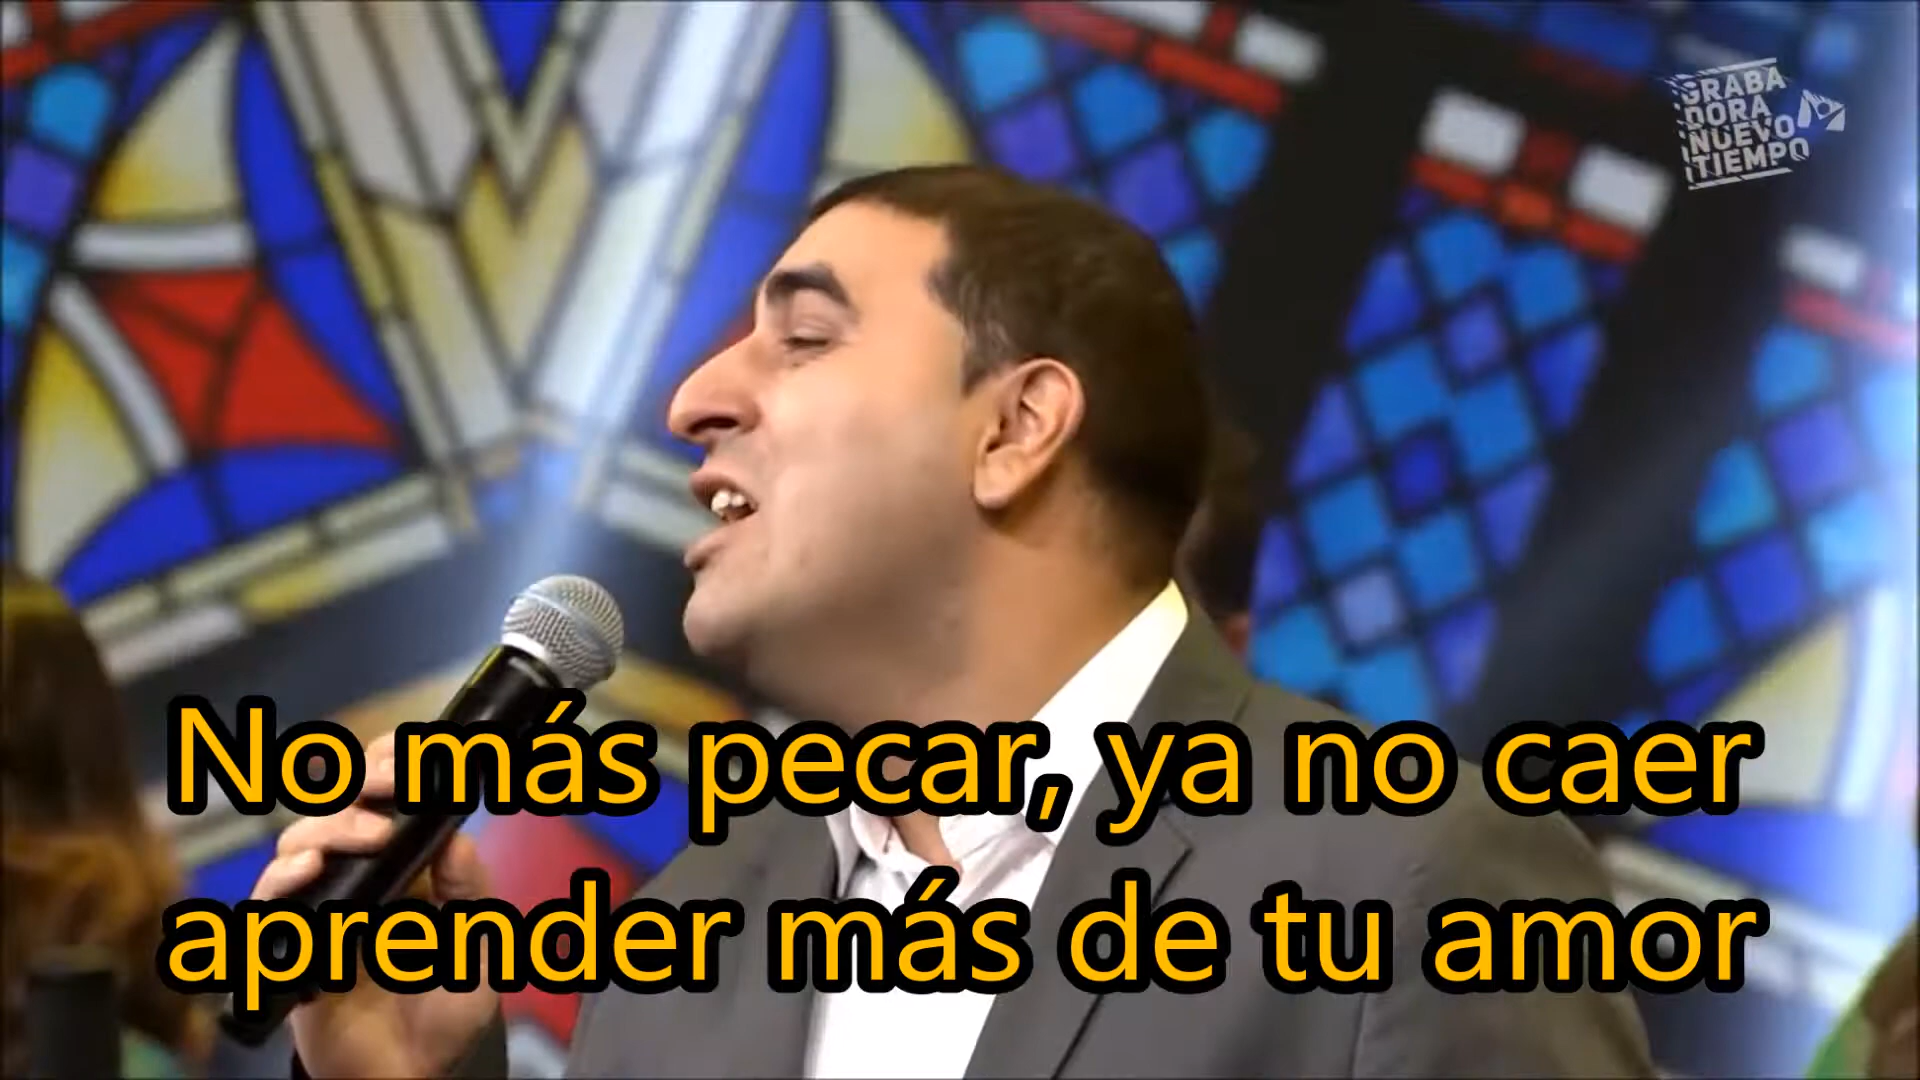 GRABA
DORA
NUEVO
TIEMPO
No más pecar, ya no caer
aprender más de tu amor